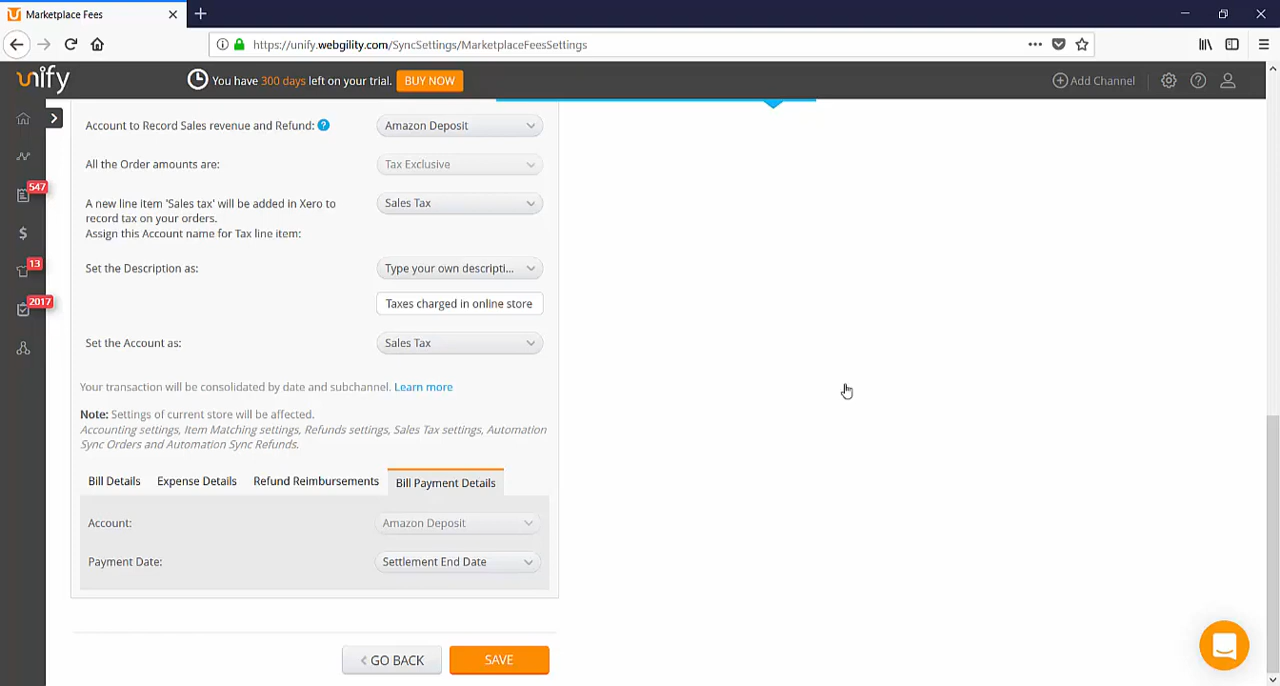 Marketplace Fees
https://unify.webgility.com/SyncSettings/MarketplaceFeesSettings
unify
You have 300 days left on your trial. BUY NOW
Add Channel
Account to Record Sales revenue and Refund: ? Amazon Deposit
All the Order amounts are: Tax Exclusive
A new line item 'Sales tax' will be added in Xero to Sales Tax
record tax on your orders.
Assign this Account name for Tax line item:
Set the Description as: Type your own descripti...
Taxes charged in online store
Set the Account as: Sales Tax
547
13
2017
Your transaction will be consolidated by date and subchannel. Learn more
Note: Settings of current store will be affected.
Accounting settings, Item Matching settings, Refunds settings, Sales Tax settings, Automation
Sync Orders and Automation Sync Refunds.
Bill Details Expense Details Refund Reimbursements Bill Payment Details
Account: Amazon Deposit
Payment Date: Settlement End Date
GO BACK SAVE